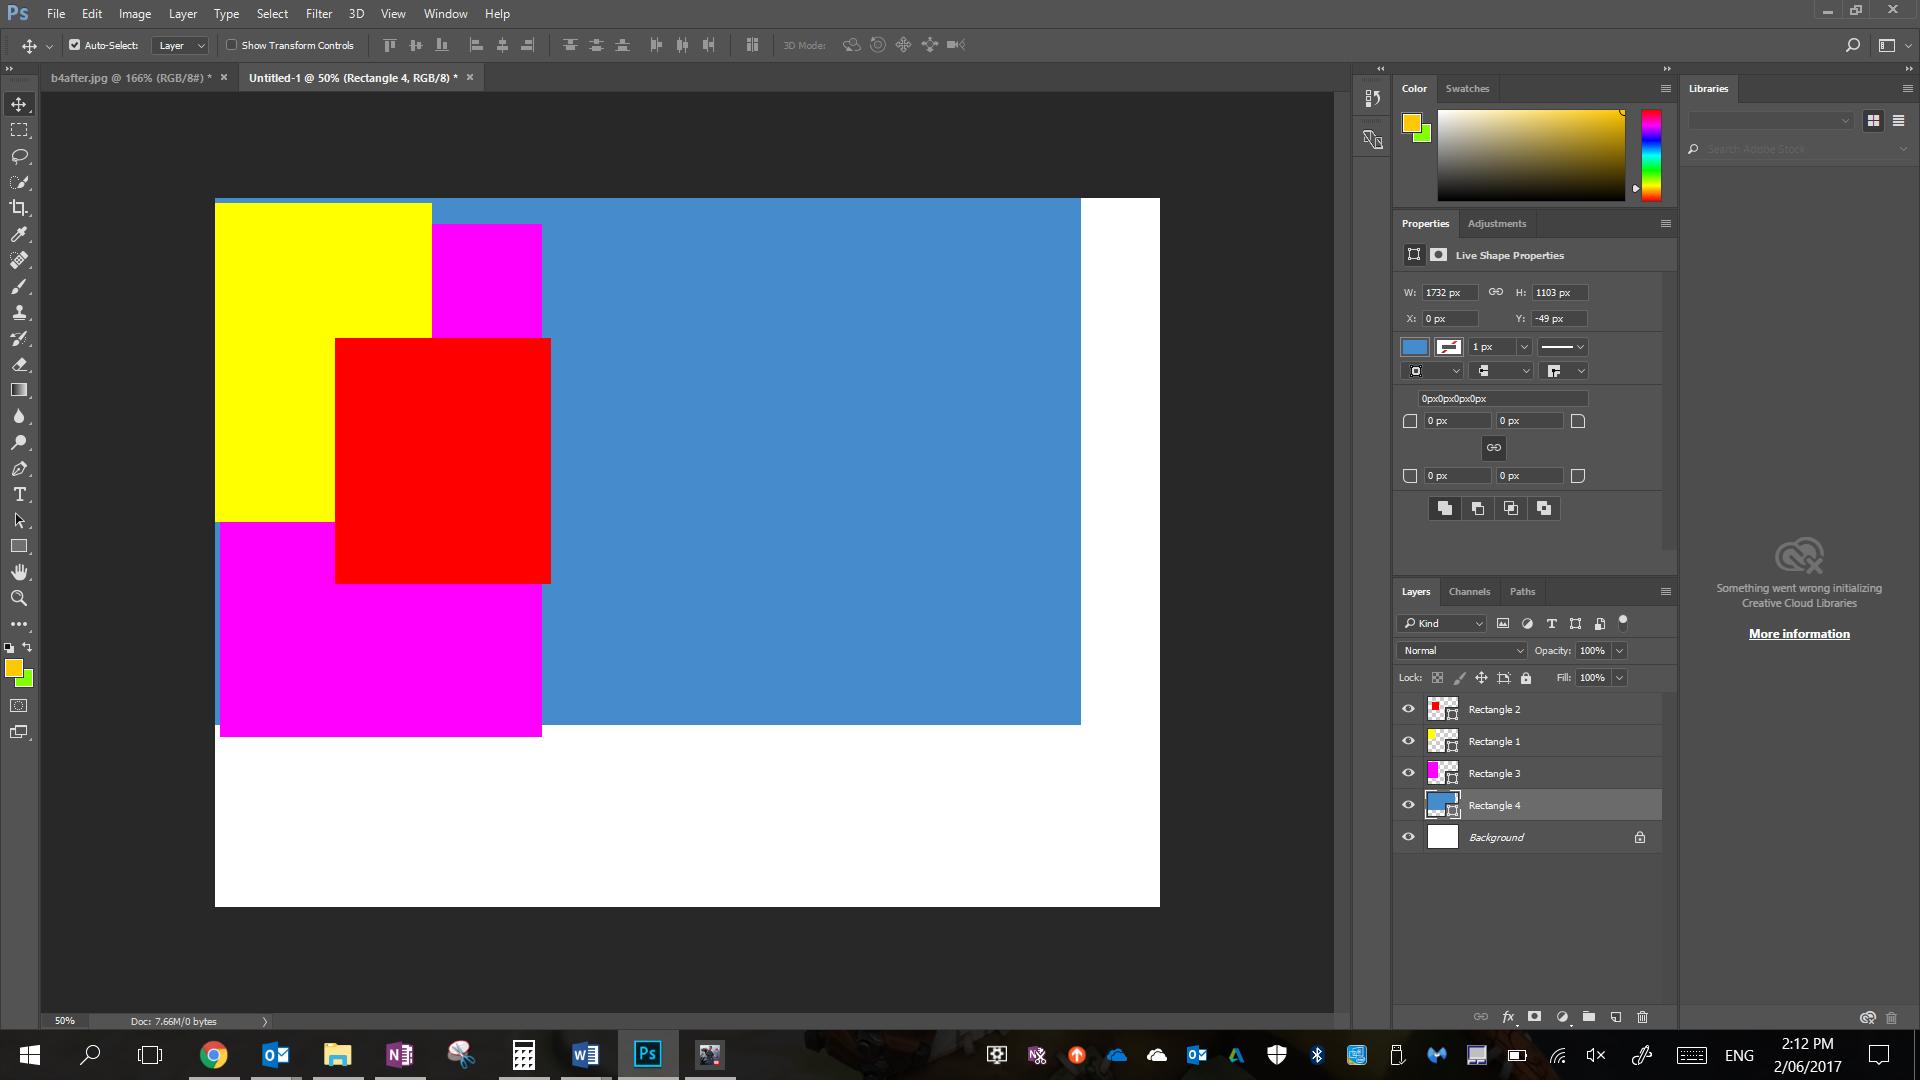 Ps File Edit Image Layer Type Select Filter 3D View Window Help
Auto-Select: Layer Show Transform Controls 3D Mode:
b4after.jpg @ 166% (RGB/8#) * × Untitled-1 @ 50% (Rectangle 4, RGB/8) * ×
Color Swatches
Libraries
Search Adobe Stock
Properties Adjustments
Live Shape Properties
W: 1732 px H: 1103 px
X: 0 px Y: -49 px
1 px
0px0px0px0px
0 px 0 px
0 px 0 px
Something went wrong initializing
Creative Cloud Libraries
More information
Layers Channels Paths
Kind
Normal Opacity: 100%
Lock: Fill: 100%
Rectangle 2
Rectangle 1
Rectangle 3
Rectangle 4
Background
fx
50% Doc: 7.66M/0 bytes
Ps
ENG
2:12 PM
2/06/2017